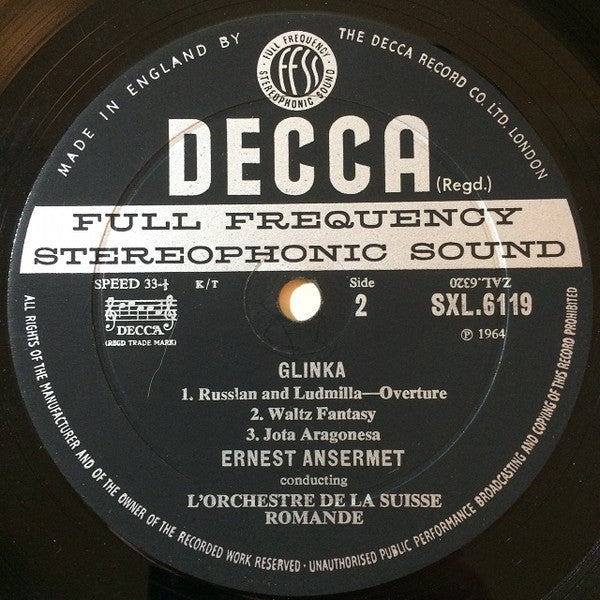 MADE IN ENGLAND BY
THE DECCA RECORD CO. LTD. LONDON
FULL FREQUENCY
ffss
STEREOPHONIC SOUND
DECCA (Regd.)
FULL FREQUENCY
STEREOPHONIC SOUND
SPEED 33-⅓ K/T
DECCA
(REGD TRADE MARK)
Side
2
ZAL.6320
SXL.6119
℗ 1964
GLINKA
1. Russlan and Ludmilla—Overture
2. Waltz Fantasy
3. Jota Aragonesa
ERNEST ANSERMET
conducting
L'ORCHESTRE DE LA SUISSE
ROMANDE
ALL RIGHTS OF THE MANUFACTURER AND OF THE OWNER OF THE RECORDED WORK RESERVED · UNAUTHORISED PUBLIC PERFORMANCE BROADCASTING AND COPYING OF THIS RECORD PROHIBITED